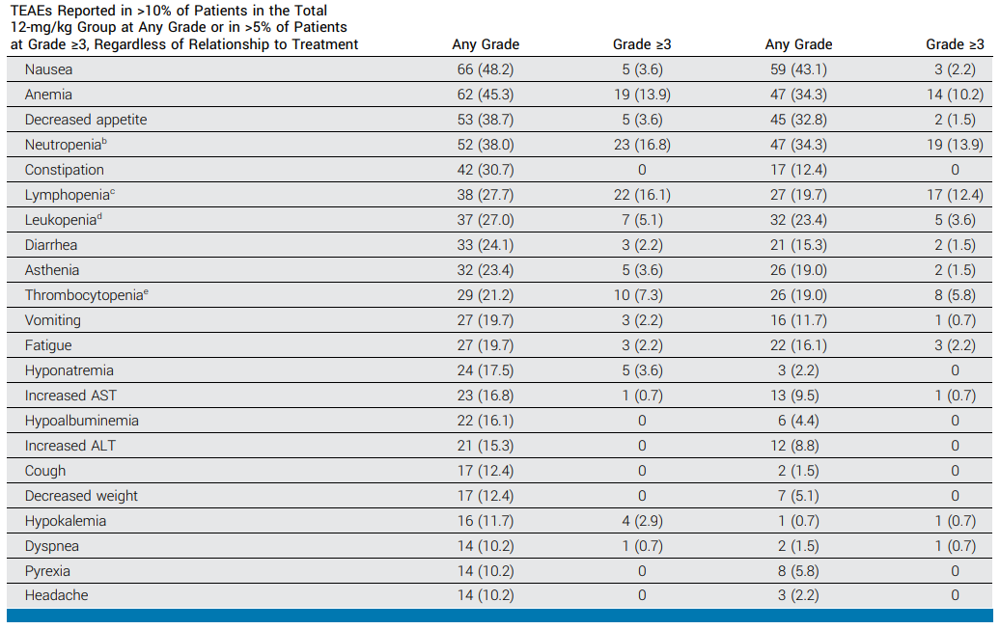 TEAEs Reported in >10% of Patients in the Total
12-mg/kg Group at Any Grade or in >5% of Patients
at Grade ≥3, Regardless of Relationship to Treatment Any Grade Grade ≥3 Any Grade Grade ≥3
Nausea 66 (48.2) 5 (3.6) 59 (43.1) 3 (2.2)
Anemia 62 (45.3) 19 (13.9) 47 (34.3) 14 (10.2)
Decreased appetite 53 (38.7) 5 (3.6) 45 (32.8) 2 (1.5)
Neutropeniaᵇ 52 (38.0) 23 (16.8) 47 (34.3) 19 (13.9)
Constipation 42 (30.7) 0 17 (12.4) 0
Lymphopeniaᶜ 38 (27.7) 22 (16.1) 27 (19.7) 17 (12.4)
Leukopeniaᵈ 37 (27.0) 7 (5.1) 32 (23.4) 5 (3.6)
Diarrhea 33 (24.1) 3 (2.2) 21 (15.3) 2 (1.5)
Asthenia 32 (23.4) 5 (3.6) 26 (19.0) 2 (1.5)
Thrombocytopeniaᵉ 29 (21.2) 10 (7.3) 26 (19.0) 8 (5.8)
Vomiting 27 (19.7) 3 (2.2) 16 (11.7) 1 (0.7)
Fatigue 27 (19.7) 3 (2.2) 22 (16.1) 3 (2.2)
Hyponatremia 24 (17.5) 5 (3.6) 3 (2.2) 0
Increased AST 23 (16.8) 1 (0.7) 13 (9.5) 1 (0.7)
Hypoalbuminemia 22 (16.1) 0 6 (4.4) 0
Increased ALT 21 (15.3) 0 12 (8.8) 0
Cough 17 (12.4) 0 2 (1.5) 0
Decreased weight 17 (12.4) 0 7 (5.1) 0
Hypokalemia 16 (11.7) 4 (2.9) 1 (0.7) 1 (0.7)
Dyspnea 14 (10.2) 1 (0.7) 2 (1.5) 1 (0.7)
Pyrexia 14 (10.2) 0 8 (5.8) 0
Headache 14 (10.2) 0 3 (2.2) 0